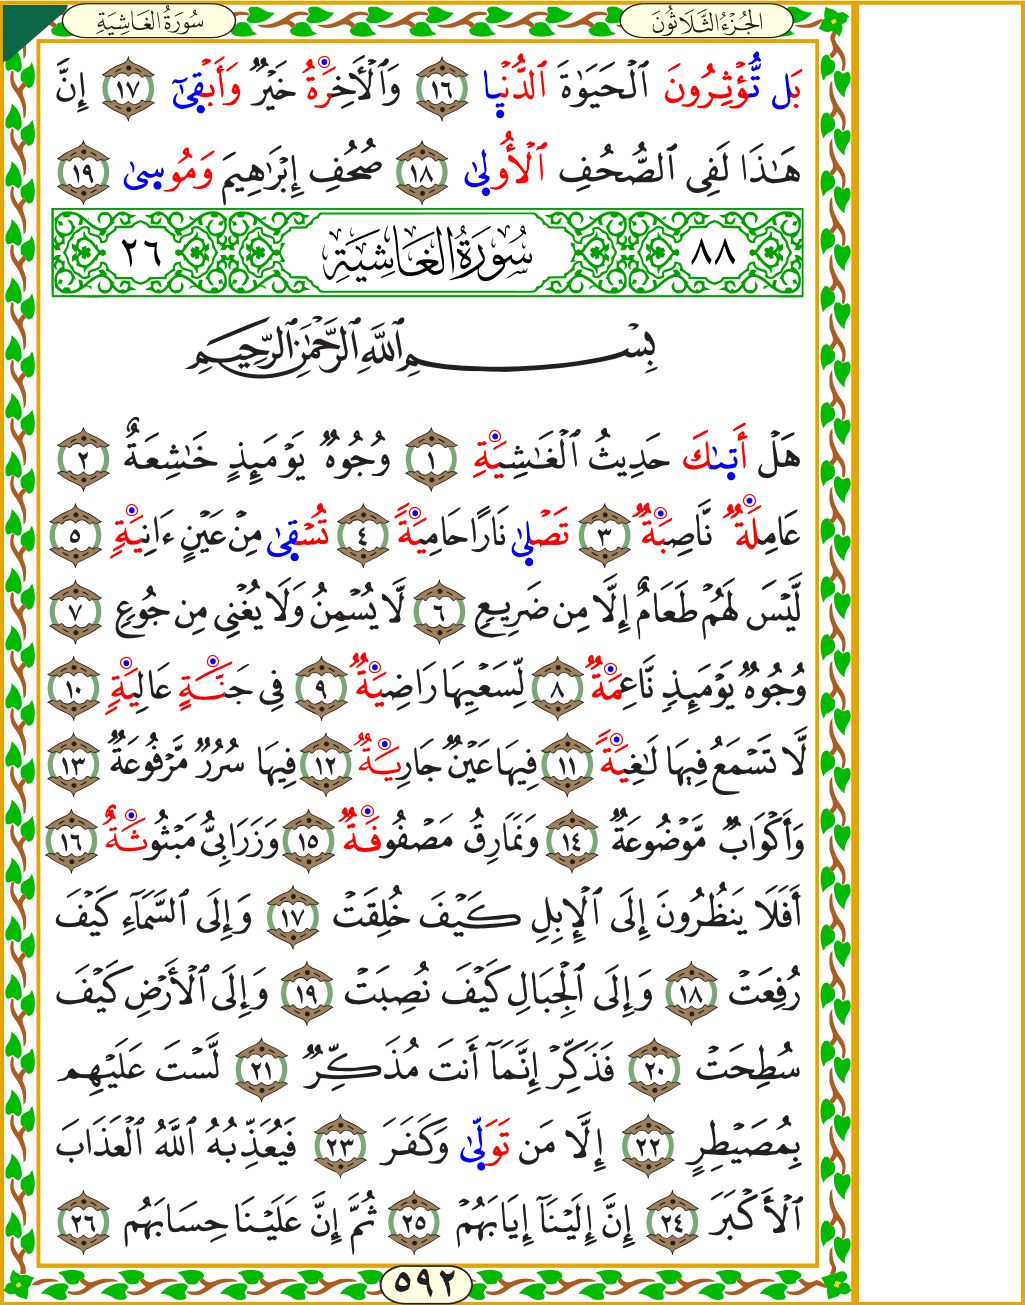 سُورَةُ الغَاشِيَةِ
الجُزْءُ الثَّلَاثُونَ
بَل تُّؤْثِرُونَ ٱلْحَيَوٰةَ ٱلدُّنْيٜا ١٦ وَٱلْأَخِرَةُ خَيْرٌ وَأَبْقٜىٰٓ ١٧ إِنَّ
هَـٰذَا لَفِى ٱلصُّحُفِ ٱلْأُولٜىٰ ١٨ صُحُفِ إِبْرَٰهِيمَ وَمُوسٜىٰ ١٩
٨٨ سُورَةُ الغَاشِيَةِ ٢٦
بِسْمِ ٱللَّهِ ٱلرَّحْمَٰنِ ٱلرَّحِيمِ
هَلْ أَتٜىٰكَ حَدِيثُ ٱلْغَـٰشِيَةِ ١ وُجُوهٌ يَوْمَئِذٍ خَـٰشِعَةٌ ٢
عَامِلَةٌ نَّاصِبَةٌ ٣ تَصْلٜىٰ نَارًا حَامِيَةً ٤ تُسْقٜىٰ مِنْ عَيْنٍ ءَانِيَةٍ ٥
لَّيْسَ لَهُمْ طَعَامٌ إِلَّا مِن ضَرِيعٍ ٦ لَّا يُسْمِنُ وَلَا يُغْنِى مِن جُوعٍ ٧
وُجُوهٌ يَوْمَئِذٍ نَّاعِمَةٌ ٨ لِّسَعْيِهَا رَاضِيَةٌ ٩ فِى جَنَّةٍ عَالِيَةٍ ١٠
لَّا تَسْمَعُ فِيهَا لَـٰغِيَةً ١١ فِيهَا عَيْنٌ جَارِيَةٌ ١٢ فِيهَا سُرُرٌ مَّرْفُوعَةٌ ١٣
وَأَكْوَابٌ مَّوْضُوعَةٌ ١٤ وَنَمَارِقُ مَصْفُوفَةٌ ١٥ وَزَرَابِىُّ مَبْثُوثَةٌ ١٦
أَفَلَا يَنظُرُونَ إِلَى ٱلْإِبِلِ كَيْفَ خُلِقَتْ ١٧ وَإِلَى ٱلسَّمَآءِ كَيْفَ
رُفِعَتْ ١٨ وَإِلَى ٱلْجِبَالِ كَيْفَ نُصِبَتْ ١٩ وَإِلَى ٱلْأَرْضِ كَيْفَ
سُطِحَتْ ٢٠ فَذَكِّرْ إِنَّمَآ أَنتَ مُذَكِّرٌ ٢١ لَّسْتَ عَلَيْهِم
بِمُصَيْطِرٍ ٢٢ إِلَّا مَن تَوَلّٜىٰ وَكَفَرَ ٢٣ فَيُعَذِّبُهُ ٱللَّهُ ٱلْعَذَابَ
ٱلْأَكْبَرَ ٢٤ إِنَّ إِلَيْنَآ إِيَابَهُمْ ٢٥ ثُمَّ إِنَّ عَلَيْنَا حِسَابَهُم ٢٦
٥٩٢